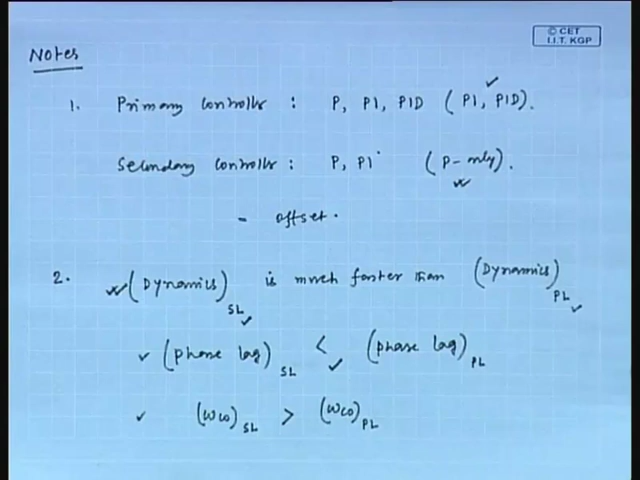 © CET
I.I.T. KGP
Notes
1. Primary Controller : P, PI, PID (PI, PID).
Secondary Controller : P, PI (P-only).
- offset.
2. (Dynamics)SL is much faster than (Dynamics)PL
(phase lag)SL < (phase lag)PL
(ωco)SL > (ωco)PL